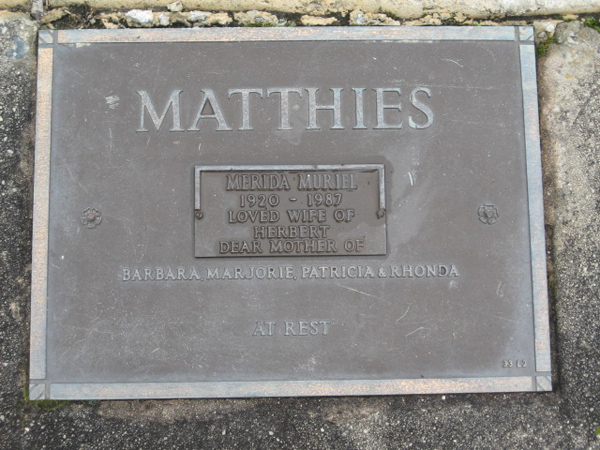 MATTHIES
MERIDA MURIEL
1920 - 1987
LOVED WIFE OF
HERBERT
DEAR MOTHER OF
BARBARA, MARJORIE, PATRICIA & RHONDA
AT REST